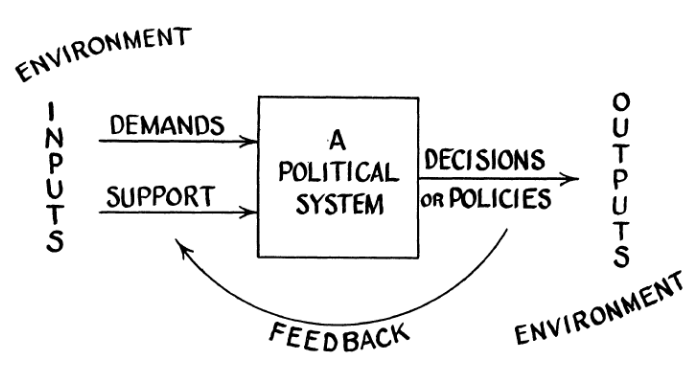 ENVIRONMENT
INPUTS
DEMANDS
SUPPORT
A
POLITICAL
SYSTEM
DECISIONS
OR POLICIES
OUTPUTS
FEEDBACK
ENVIRONMENT